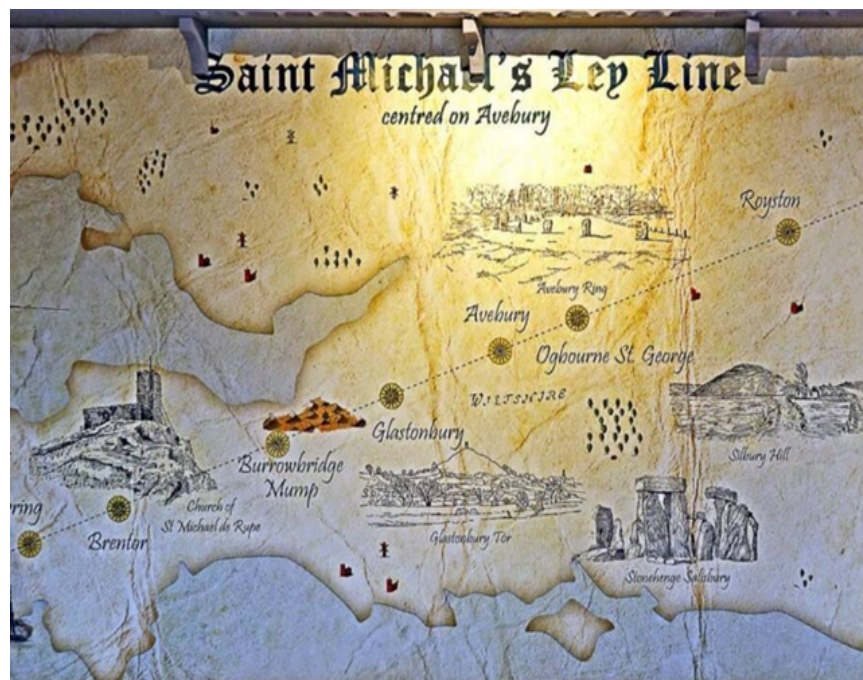 Saint Michael's Ley Line
centred on Avebury
Royston
Avebury Ring
Avebury
Ogbourne St. George
WILTSHIRE
Glastonbury
Silbury Hill
Burrowbridge
Mump
Church of
St Michael de Rupe
Glastonbury Tor
ring
Brentor
Stonehenge Salisbury